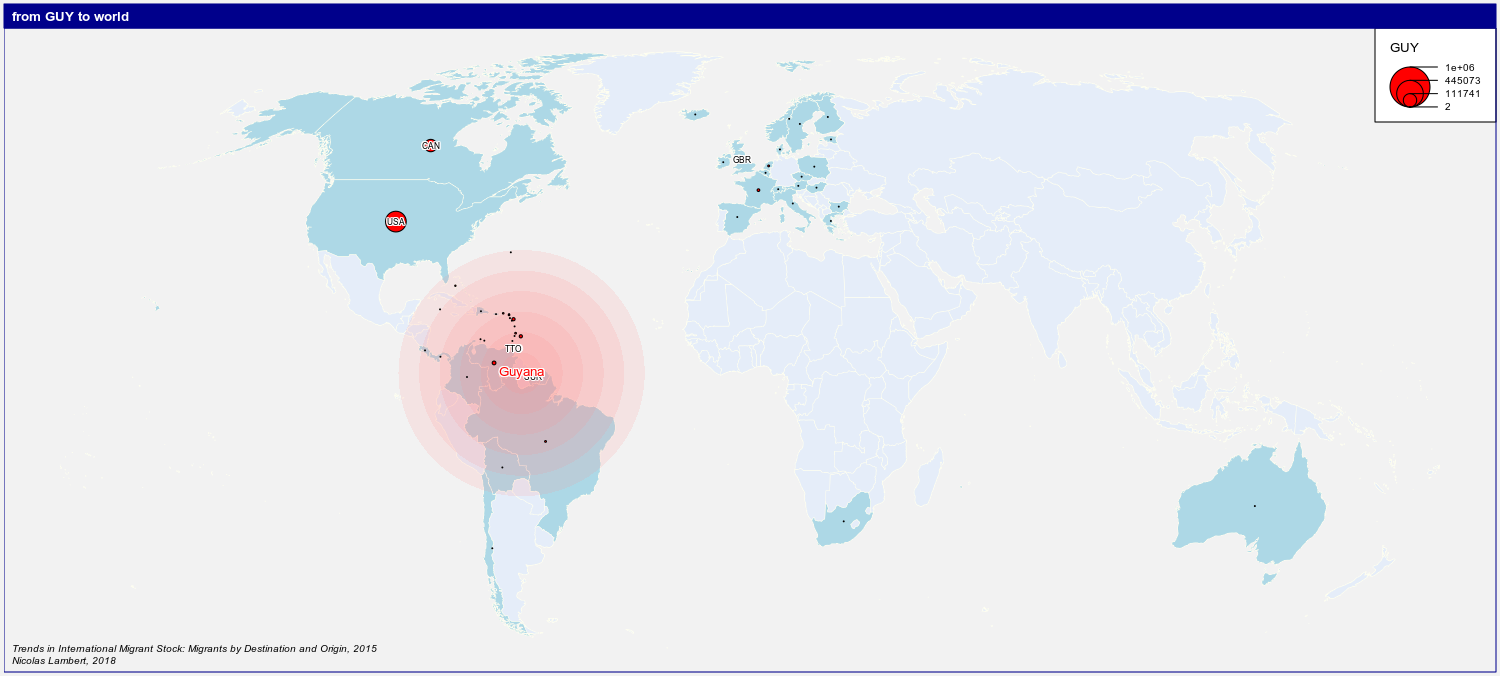 from GUY to world
GUY
1e+06
445073
111741
2
CAN
GBR
USA
TTO
Guyana
SUR
Trends in International Migrant Stock: Migrants by Destination and Origin, 2015
Nicolas Lambert, 2018